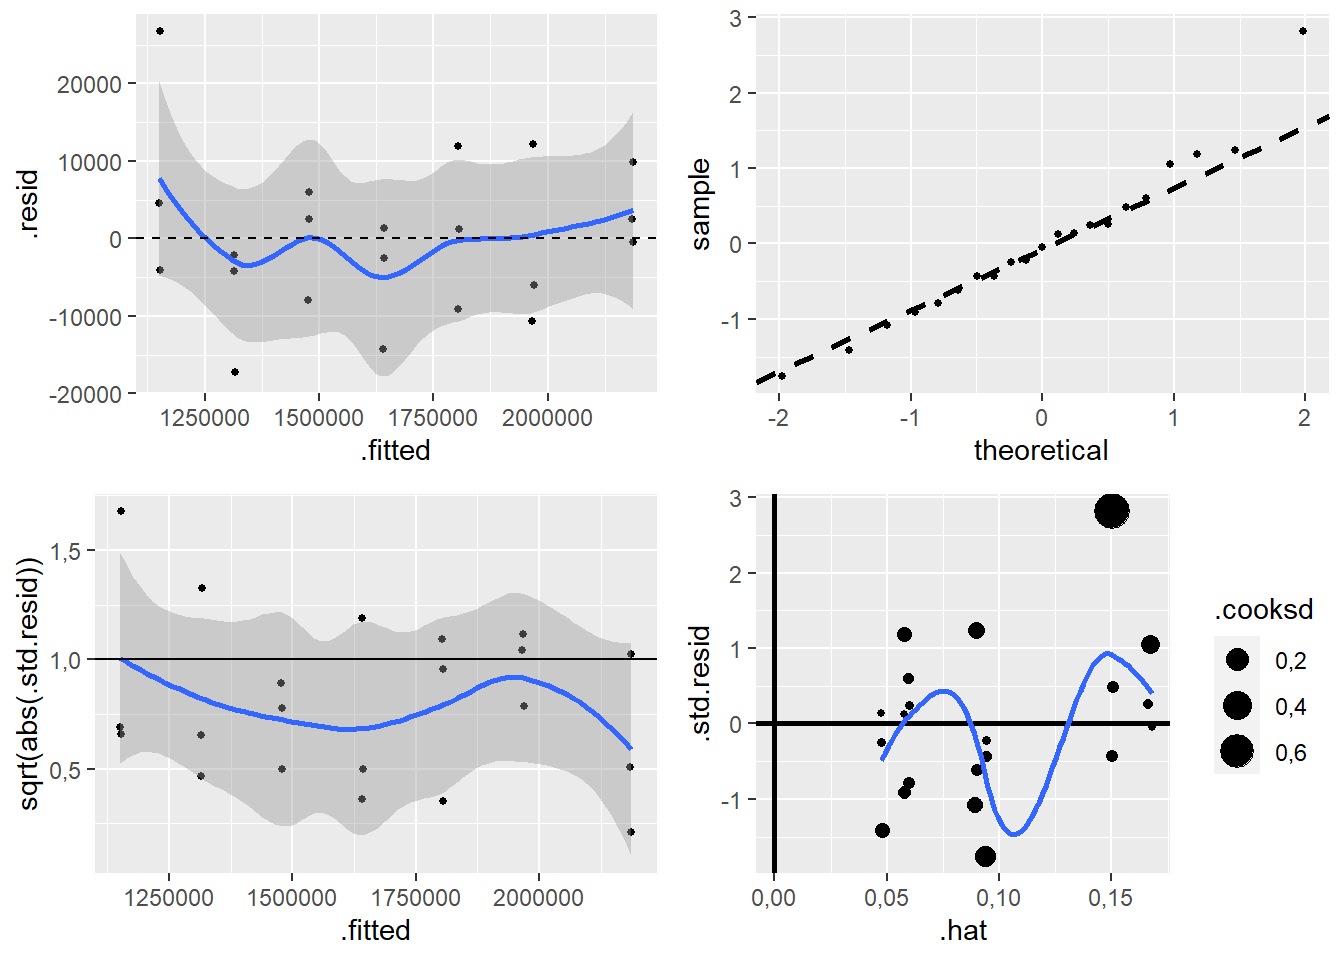 .resid
20000
10000
0
-10000
-20000
1250000 1500000 1750000 2000000
.fitted
sample
3
2
1
0
-1
-2 -1 0 1 2
theoretical
sqrt(abs(.std.resid))
1,5
1,0
0,5
1250000 1500000 1750000 2000000
.fitted
.std.resid
3
2
1
0
-1
0,00 0,05 0,10 0,15
.hat
.cooksd
0,2
0,4
0,6